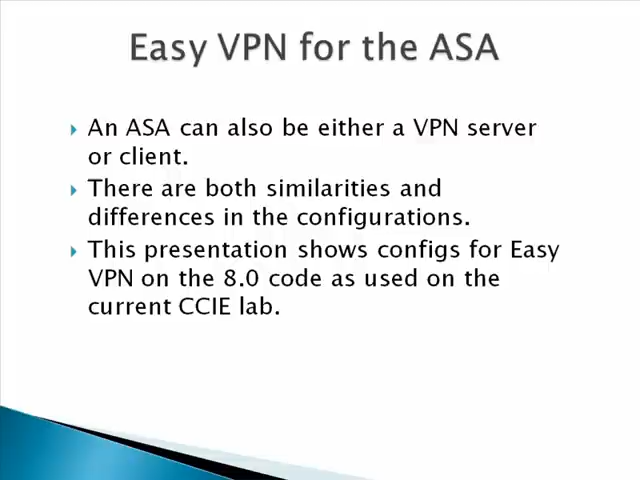 Easy VPN for the ASA
An ASA can also be either a VPN server
or client.
There are both similarities and
differences in the configurations.
This presentation shows configs for Easy
VPN on the 8.0 code as used on the
current CCIE lab.